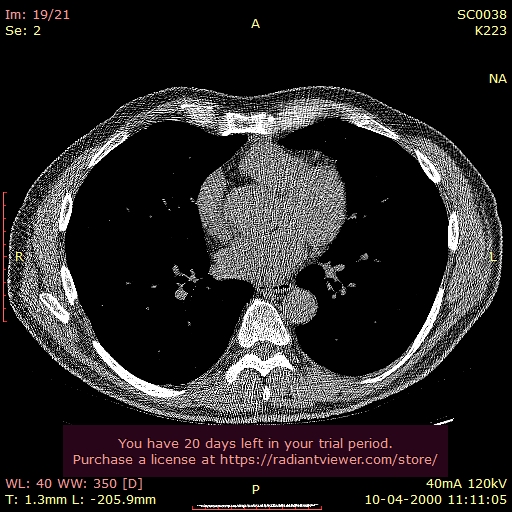 Im: 19/21
Se: 2
A
SC0038
K223
NA
R
L
You have 20 days left in your trial period.
Purchase a license at https://radiantviewer.com/store/
WL: 40 WW: 350 [D]
T: 1.3mm L: -205.9mm
P
40mA 120kV
10-04-2000 11:11:05